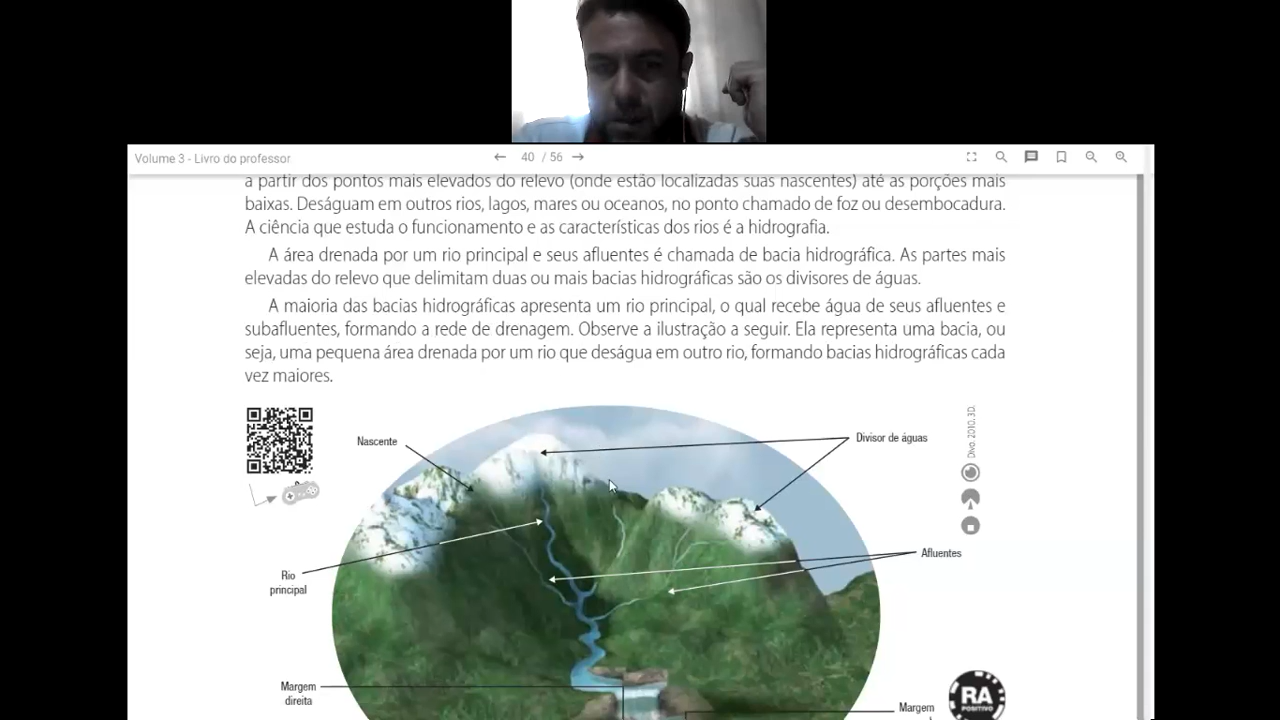 Volume 3 - Livro do professor
40 / 56
a partir dos pontos mais elevados do relevo (onde estão localizadas suas nascentes) até as porções mais
baixas. Deságuam em outros rios, lagos, mares ou oceanos, no ponto chamado de foz ou desembocadura.
A ciência que estuda o funcionamento e as características dos rios é a hidrografia.
A área drenada por um rio principal e seus afluentes é chamada de bacia hidrográfica. As partes mais
elevadas do relevo que delimitam duas ou mais bacias hidrográficas são os divisores de águas.
A maioria das bacias hidrográficas apresenta um rio principal, o qual recebe água de seus afluentes e
subafluentes, formando a rede de drenagem. Observe a ilustração a seguir. Ela representa uma bacia, ou
seja, uma pequena área drenada por um rio que deságua em outro rio, formando bacias hidrográficas cada
vez maiores.
Nascente
Divisor de águas
Divo. 2010. 3D.
Afluentes
Rio
principal
Margem
direita
Margem
RA
POSITIVO